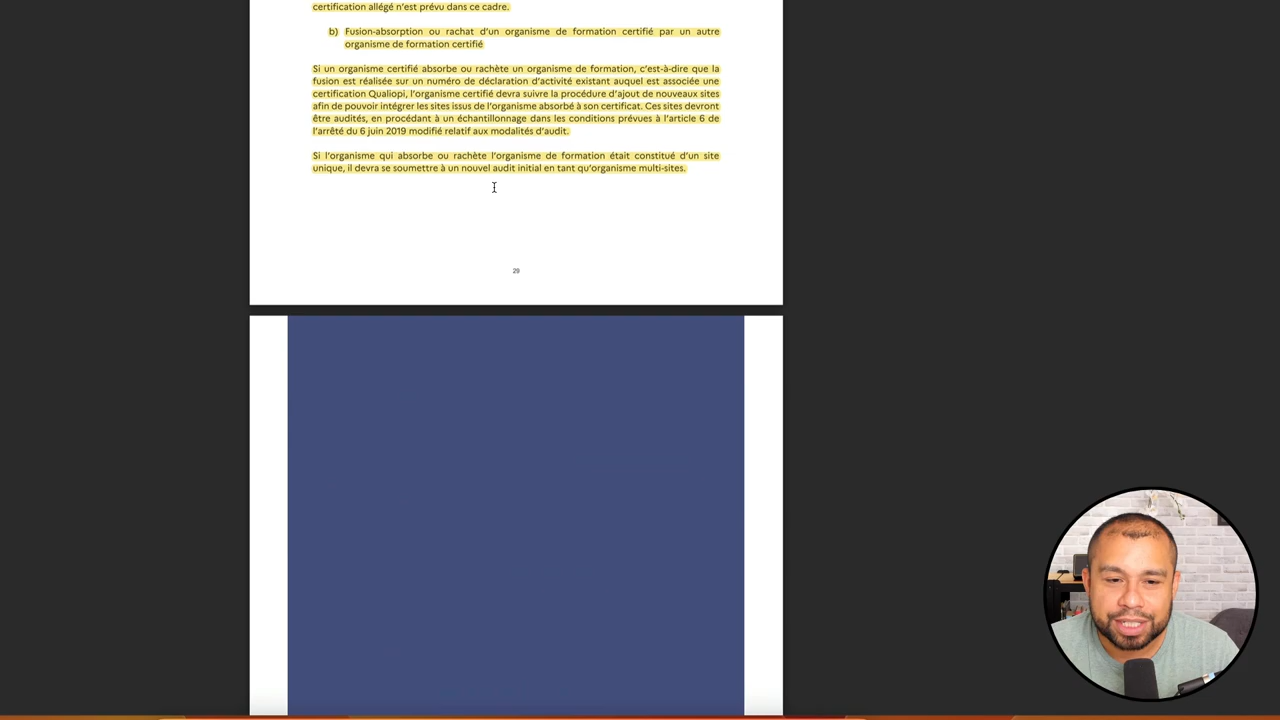 certification allégé n'est prévu dans ce cadre.
b) Fusion-absorption ou rachat d'un organisme de formation certifié par un autre
organisme de formation certifié
Si un organisme certifié absorbe ou rachète un organisme de formation, c'est-à-dire que la
fusion est réalisée sur un numéro de déclaration d'activité existant auquel est associée une
certification Qualiopi, l'organisme certifié devra suivre la procédure d'ajout de nouveaux sites
afin de pouvoir intégrer les sites issus de l'organisme absorbé à son certificat. Ces sites devront
être audités, en procédant à un échantillonnage dans les conditions prévues à l'article 6 de
l'arrêté du 6 juin 2019 modifié relatif aux modalités d'audit.
Si l'organisme qui absorbe ou rachète l'organisme de formation était constitué d'un site
unique, il devra se soumettre à un nouvel audit initial en tant qu'organisme multi-sites.
29